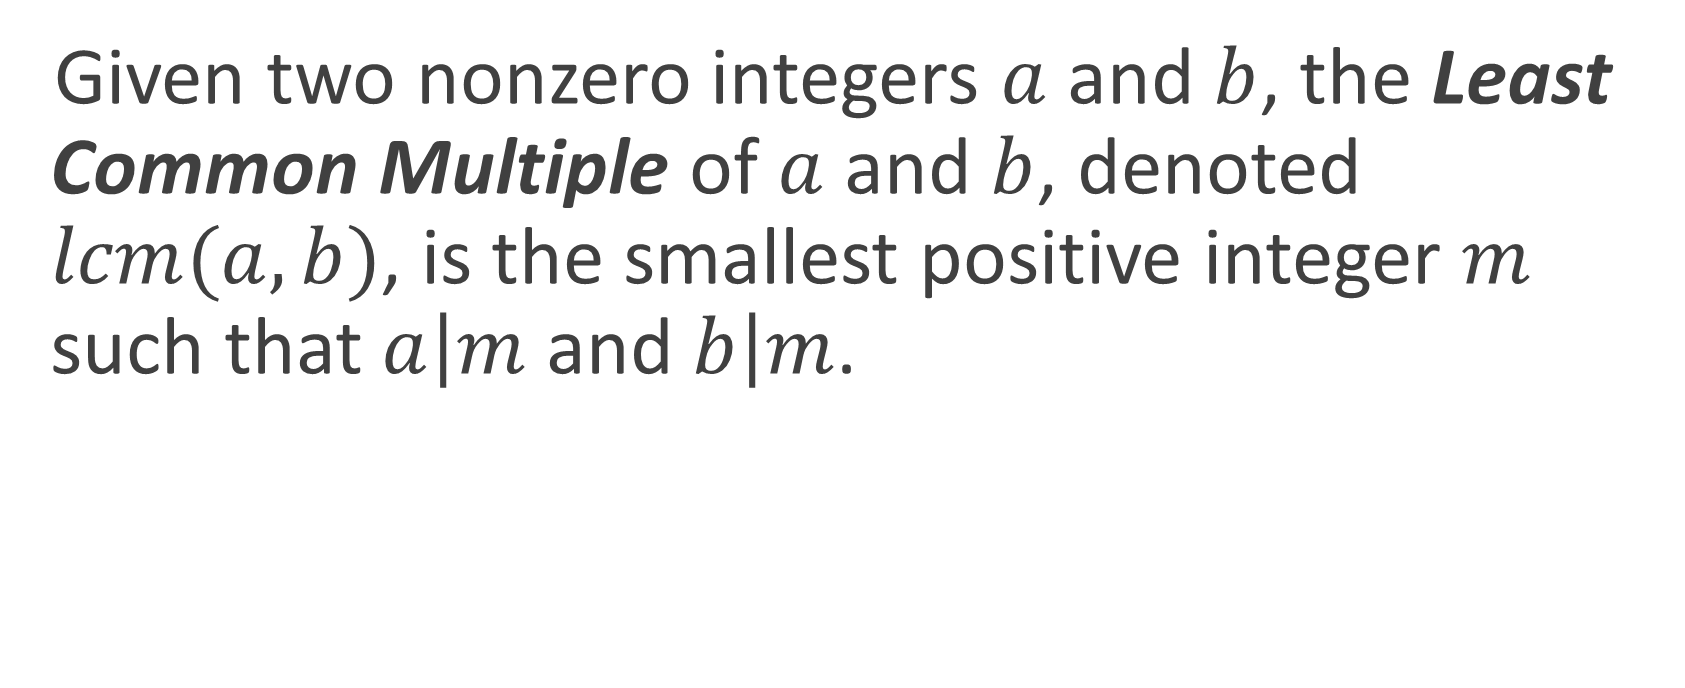 Given two nonzero integers 𝑎 and 𝑏, the Least
Common Multiple of 𝑎 and 𝑏, denoted
𝑙𝑐𝑚(𝑎, 𝑏), is the smallest positive integer 𝑚
such that 𝑎|𝑚 and 𝑏|𝑚.